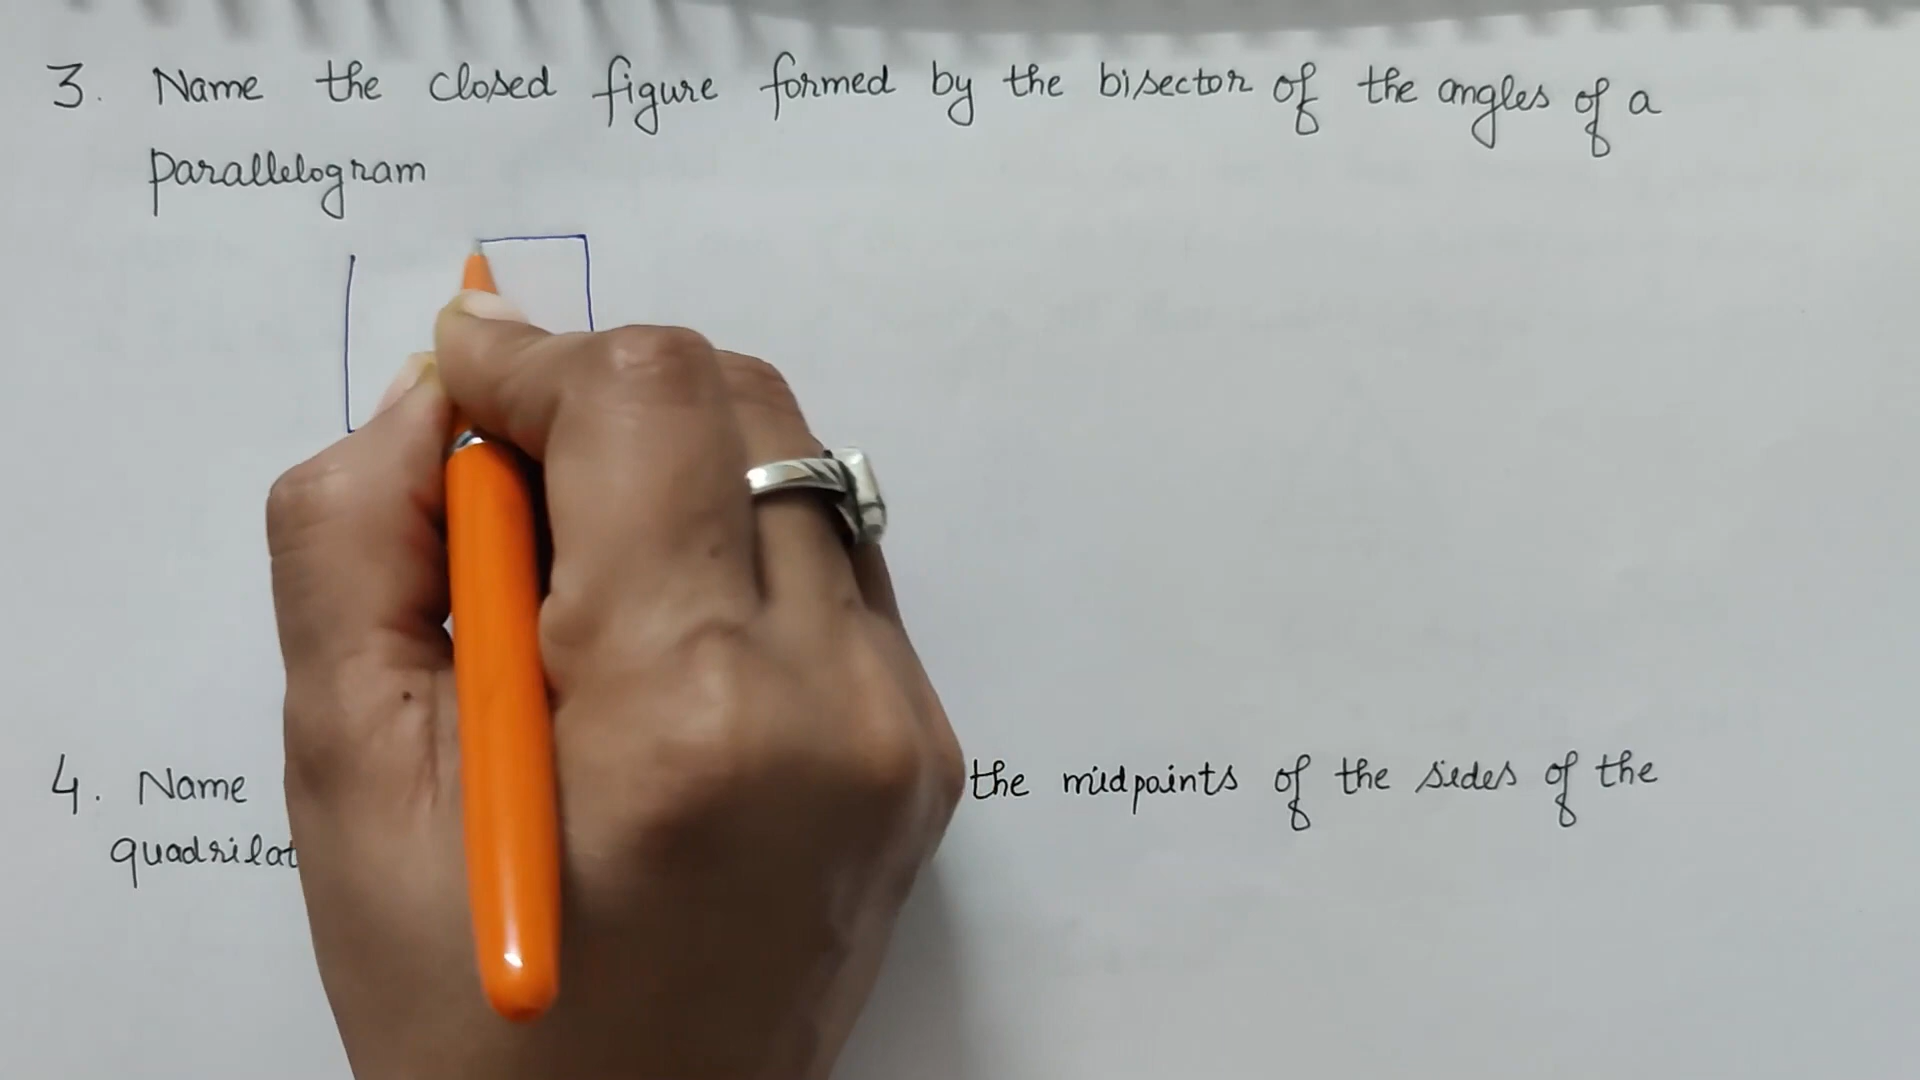 3. Name the closed figure formed by the bisector of the angles of a
parallelogram
4. Name the midpoints of the sides of the
quadrilat